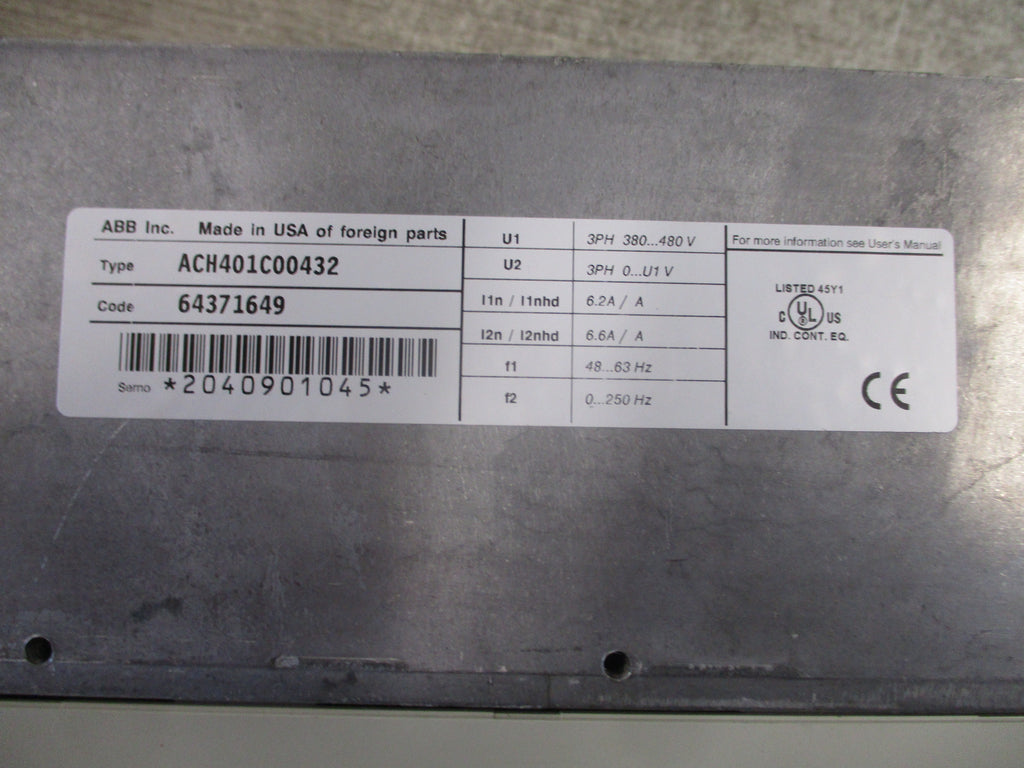 ABB Inc. Made in USA of foreign parts
Type ACH401C00432
Code 64371649
Serno *2040901045*
U1 3PH 380...480 V
U2 3PH 0...U1 V
I1n / I1nhd 6.2A / A
I2n / I2nhd 6.6A / A
f1 48...63 Hz
f2 0...250 Hz
For more information see User's Manual
LISTED 45Y1
C UL US
IND. CONT. EQ.
CE